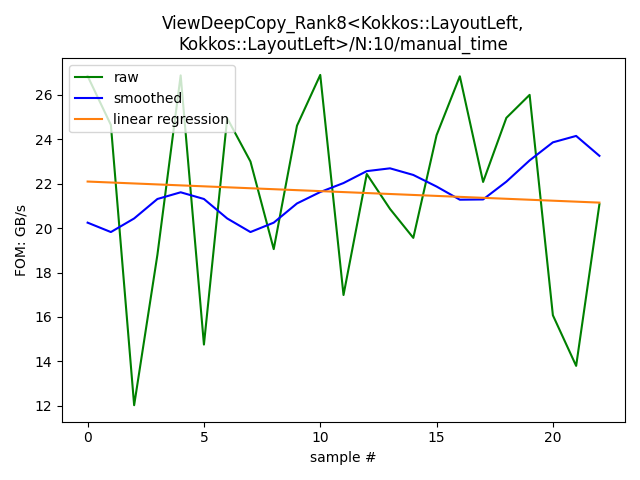 ViewDeepCopy_Rank8<Kokkos::LayoutLeft,
Kokkos::LayoutLeft>/N:10/manual_time
raw
smoothed
linear regression
FOM: GB/s
26
24
22
20
18
16
14
12
0
5
10
15
20
sample #